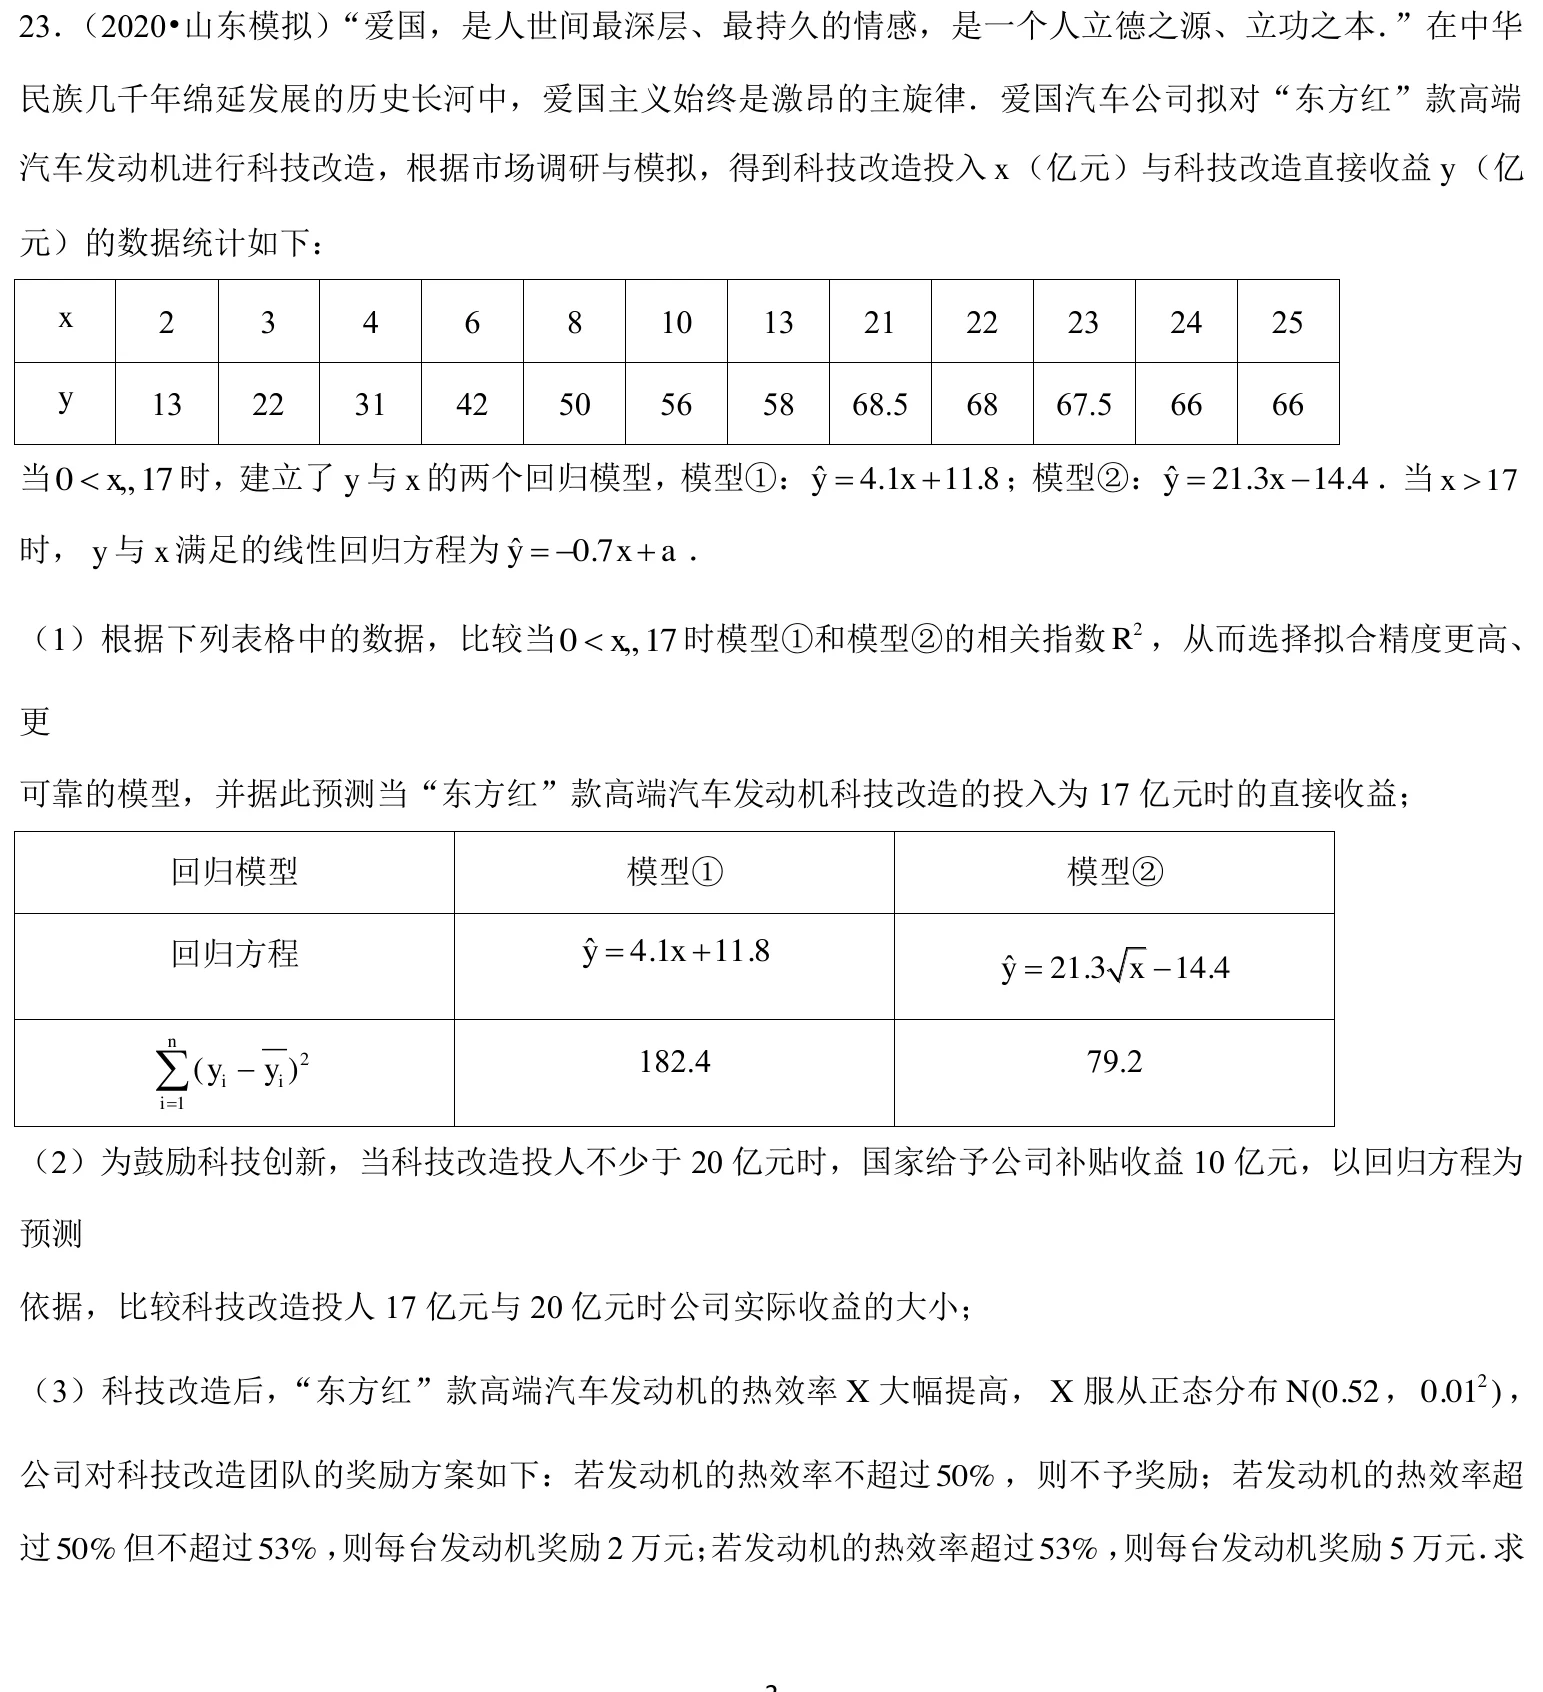 23.（2020•山东模拟）“爱国，是人世间最深层、最持久的情感，是一个人立德之源、立功之本．”在中华
民族几千年绵延发展的历史长河中，爱国主义始终是激昂的主旋律．爱国汽车公司拟对“东方红”款高端
汽车发动机进行科技改造，根据市场调研与模拟，得到科技改造投入 x（亿元）与科技改造直接收益 y（亿
元）的数据统计如下：
x 2 3 4 6 8 10 13 21 22 23 24 25
y 13 22 31 42 50 56 58 68.5 68 67.5 66 66
当 0 < x,, 17 时，建立了 y 与 x 的两个回归模型，模型①：ŷ = 4.1x + 11.8；模型②：ŷ = 21.3x − 14.4．当 x > 17
时，y 与 x 满足的线性回归方程为 ŷ = −0.7x + a．
（1）根据下列表格中的数据，比较当 0 < x,, 17 时模型①和模型②的相关指数 R²，从而选择拟合精度更高、
更
可靠的模型，并据此预测当“东方红”款高端汽车发动机科技改造的投入为 17 亿元时的直接收益；
回归模型 模型① 模型②
回归方程 ŷ = 4.1x + 11.8 ŷ = 21.3√x − 14.4
∑ⁿᵢ₌₁(yᵢ − y̅ᵢ)² 182.4 79.2
（2）为鼓励科技创新，当科技改造投人不少于 20 亿元时，国家给予公司补贴收益 10 亿元，以回归方程为
预测
依据，比较科技改造投人 17 亿元与 20 亿元时公司实际收益的大小；
（3）科技改造后，“东方红”款高端汽车发动机的热效率 X 大幅提高，X 服从正态分布 N(0.52，0.01²)，
公司对科技改造团队的奖励方案如下：若发动机的热效率不超过 50%，则不予奖励；若发动机的热效率超
过 50% 但不超过 53%，则每台发动机奖励 2 万元；若发动机的热效率超过 53%，则每台发动机奖励 5 万元．求